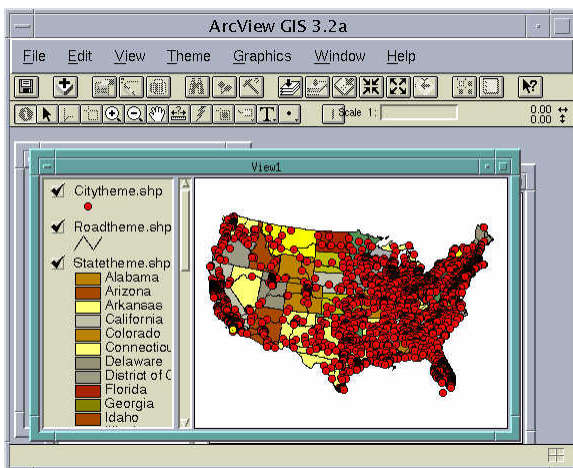 ArcView GIS 3.2a
File Edit View Theme Graphics Window Help
Scale 1: 0.00
0.00
View1
Citytheme.shp
Roadtheme.shp
Statetheme.shp
Alabama
Arizona
Arkansas
California
Colorado
Connecticu
Delaware
District of C
Florida
Georgia
Idaho